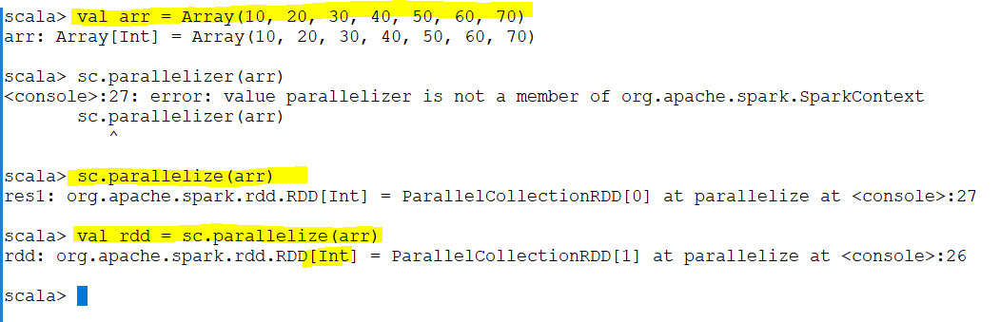 scala> val arr = Array(10, 20, 30, 40, 50, 60, 70)
arr: Array[Int] = Array(10, 20, 30, 40, 50, 60, 70)
scala> sc.parallelizer(arr)
<console>:27: error: value parallelizer is not a member of org.apache.spark.SparkContext
sc.parallelizer(arr)
^
scala> sc.parallelize(arr)
res1: org.apache.spark.rdd.RDD[Int] = ParallelCollectionRDD[0] at parallelize at <console>:27
scala> val rdd = sc.parallelize(arr)
rdd: org.apache.spark.rdd.RDD[Int] = ParallelCollectionRDD[1] at parallelize at <console>:26
scala>